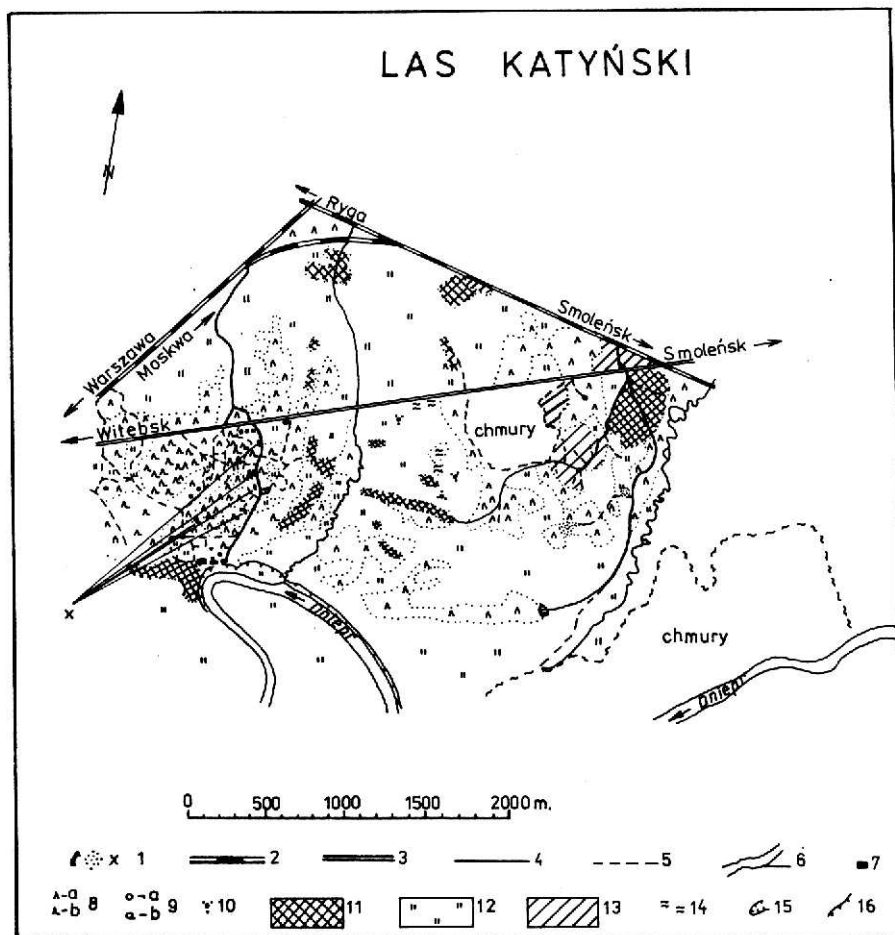 LAS KATYŃSKI
N
Ryga
Warszawa
Moskwa
Smoleńsk
Smoleńsk
Witebsk
chmury
x
Dniepr
chmury
Dniepr
0 500 1000 2000 m.
x 1 2 3 4 5 6 7
a b 8 a b 9 10 11 12 13 14 15 16